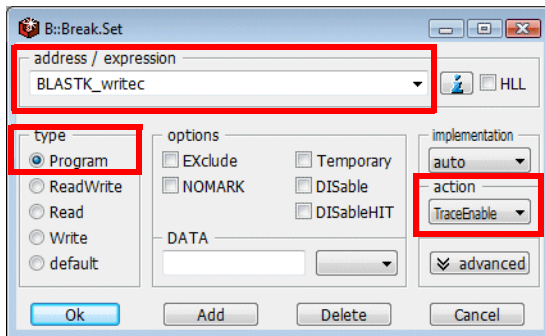 B::Break.Set
address / expression
BLASTK_writec
HLL
type
options
implementation
Program
EXclude
Temporary
auto
ReadWrite
NOMARK
DISable
action
Read
DISableHIT
TraceEnable
Write
DATA
default
advanced
Ok
Add
Delete
Cancel